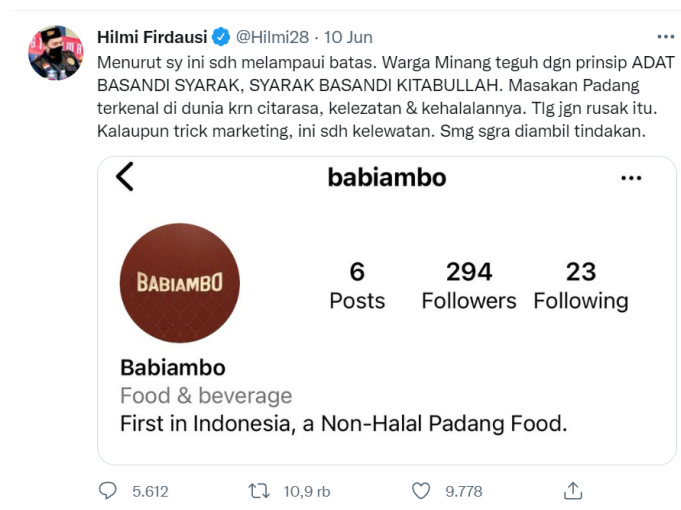 Hilmi Firdausi @Hilmi28 · 10 Jun
Menurut sy ini sdh melampaui batas. Warga Minang teguh dgn prinsip ADAT
BASANDI SYARAK, SYARAK BASANDI KITABULLAH. Masakan Padang
terkenal di dunia krn citarasa, kelezatan & kehalalannya. Tlg jgn rusak itu.
Kalaupun trick marketing, ini sdh kelewatan. Smg sgra diambil tindakan.
babiambo
BABIAMBO
6 294 23
Posts Followers Following
Babiambo
Food & beverage
First in Indonesia, a Non-Halal Padang Food.
5.612 10,9 rb 9.778